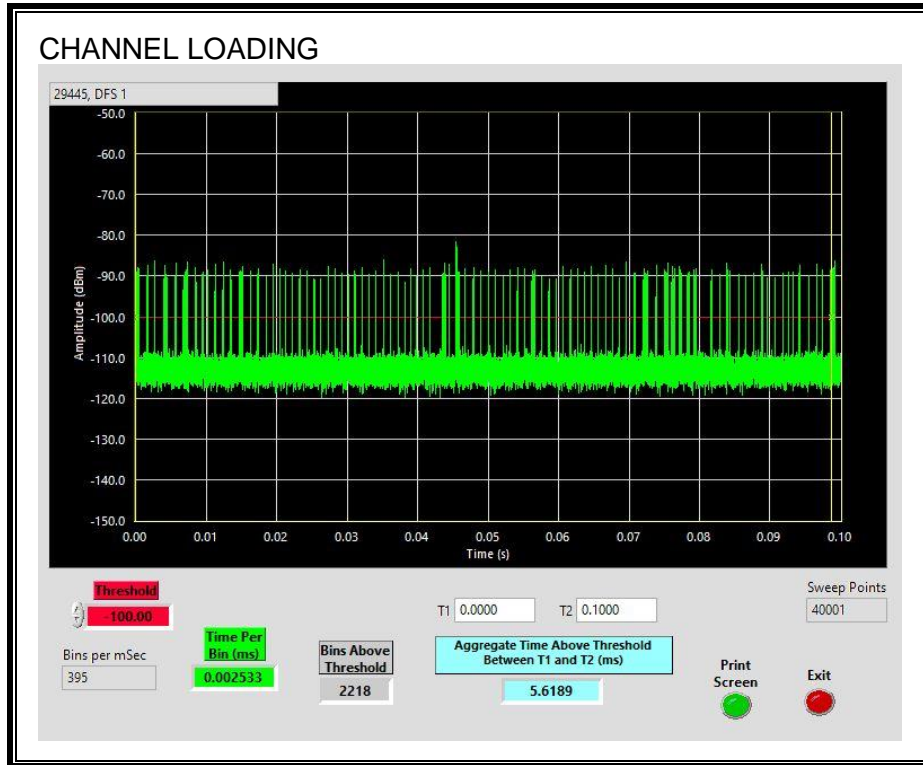 CHANNEL LOADING
29445, DFS 1
-50.0
-60.0
-70.0
-80.0
-90.0
-100.0
-110.0
-120.0
-130.0
-140.0
-150.0
Amplitude (dBm)
0.00 0.01 0.02 0.03 0.04 0.05 0.06 0.07 0.08 0.09 0.10
Time (s)
Threshold
-100.00
Bins per mSec
395
Time Per
Bin (ms)
0.002533
Bins Above
Threshold
2218
T1 0.0000 T2 0.1000
Aggregate Time Above Threshold
Between T1 and T2 (ms)
5.6189
Sweep Points
40001
Print
Screen
Exit